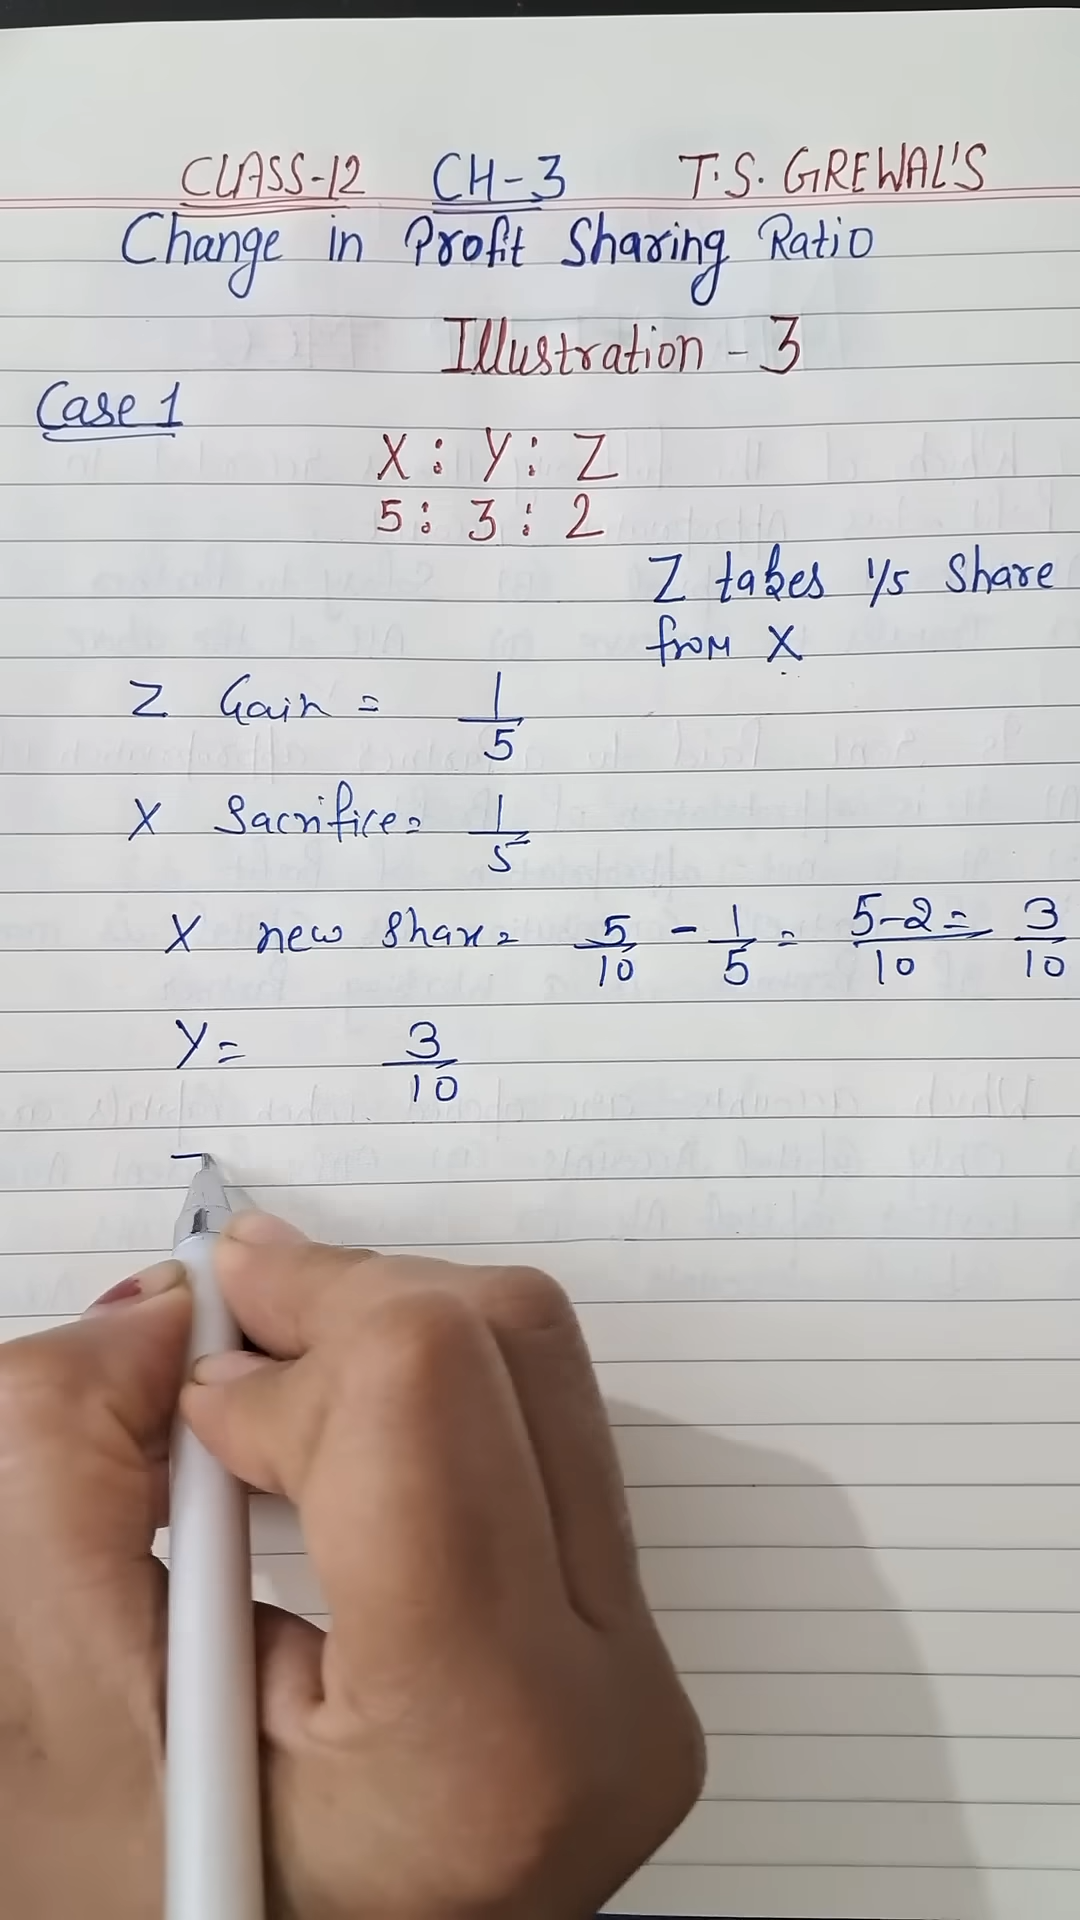 CLASS-12 CH-3 T.S. GREWAL'S
Change in Profit Sharing Ratio
Illustration - 3
Case 1
X : Y : Z
5 : 3 : 2
Z takes 1/5 Share
from X
Z Gain = 1/5
X Sacrifice = 1/5
X new Share = 5/10 - 1/5 = 5-2/10 = 3/10
Y = 3/10